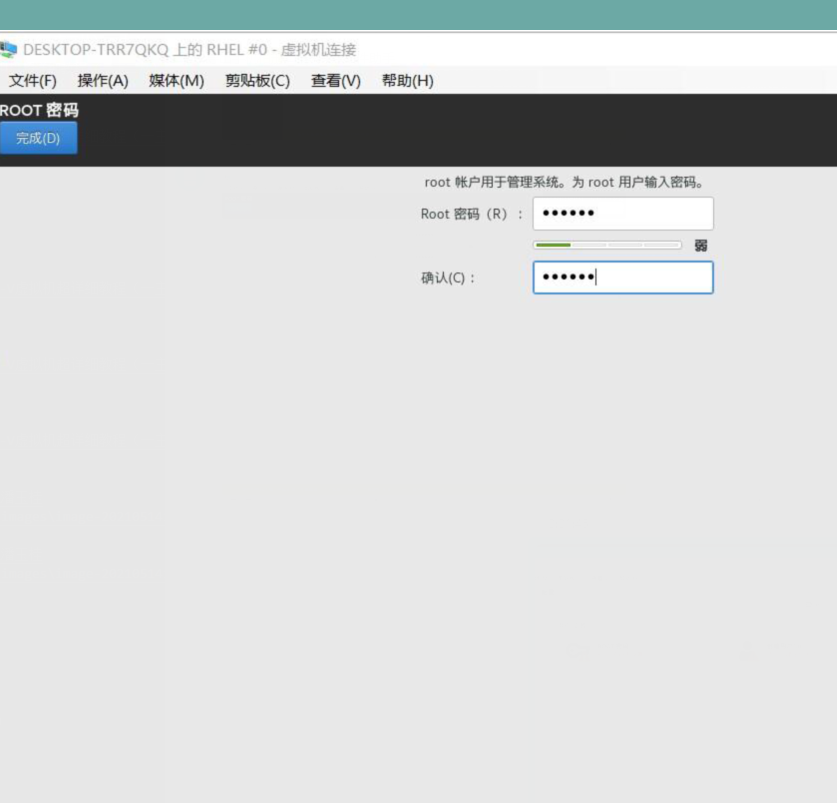 DESKTOP-TRR7QKQ 上的 RHEL #0 - 虚拟机连接
文件(F) 操作(A) 媒体(M) 剪贴板(C) 查看(V) 帮助(H)
ROOT 密码
完成(D)
root 帐户用于管理系统。为 root 用户输入密码。
Root 密码（R）： ••••••
弱
确认(C)： ••••••